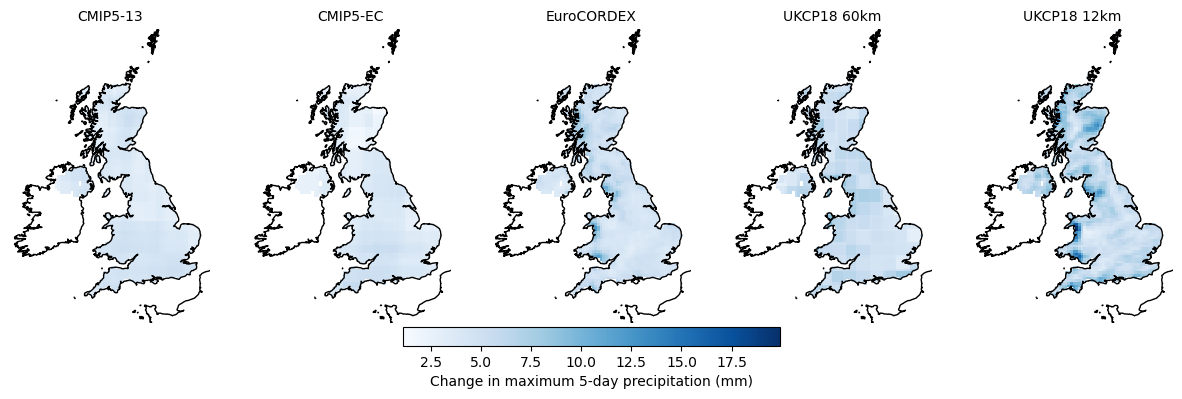 CMIP5-13
CMIP5-EC
EuroCORDEX
UKCP18 60km
UKCP18 12km
2.5 5.0 7.5 10.0 12.5 15.0 17.5
Change in maximum 5-day precipitation (mm)